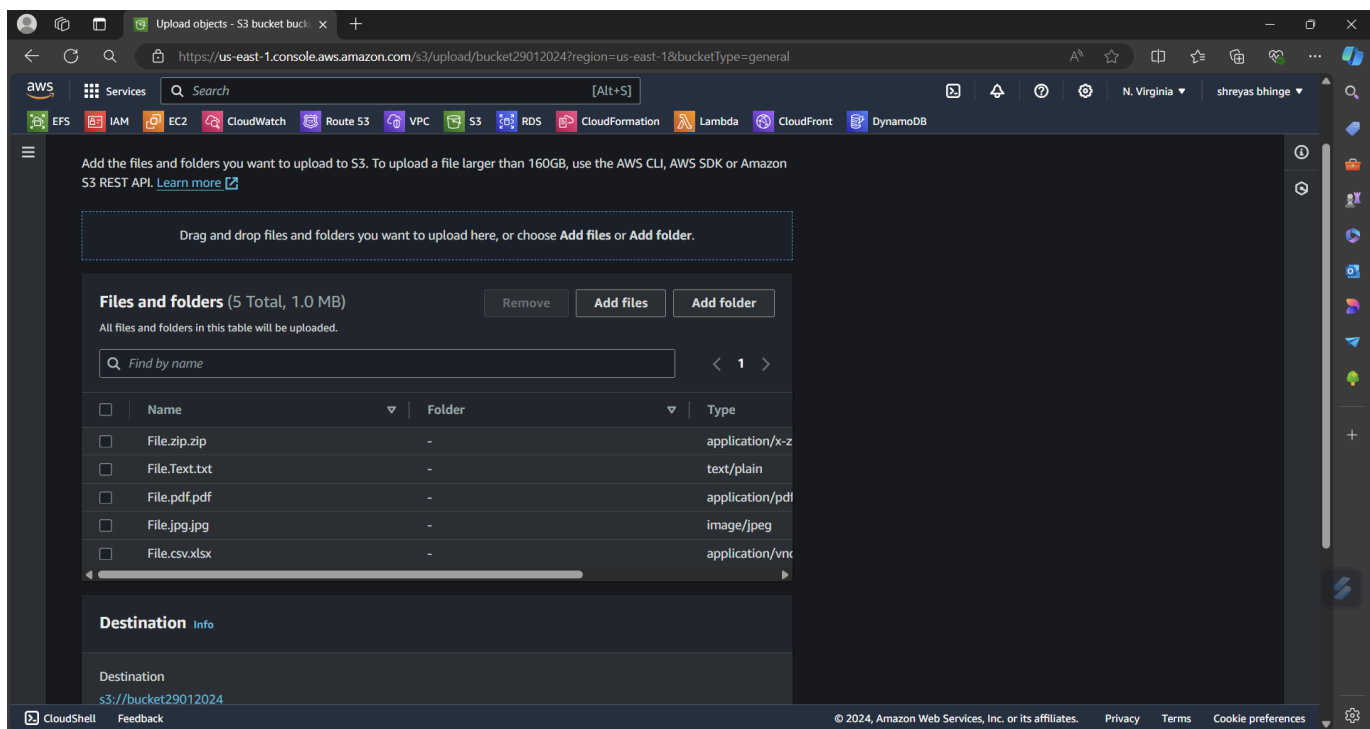 Upload objects - S3 bucket buck
https://us-east-1.console.aws.amazon.com/s3/upload/bucket29012024?region=us-east-1&bucketType=general
aws Services Search [Alt+S] N. Virginia shreyas bhinge
EFS IAM EC2 CloudWatch Route 53 VPC S3 RDS CloudFormation Lambda CloudFront DynamoDB
Add the files and folders you want to upload to S3. To upload a file larger than 160GB, use the AWS CLI, AWS SDK or Amazon
S3 REST API. Learn more
Drag and drop files and folders you want to upload here, or choose Add files or Add folder.
Files and folders (5 Total, 1.0 MB) Remove Add files Add folder
All files and folders in this table will be uploaded.
Find by name 1
Name Folder Type
File.zip.zip - application/x-z
File.Text.txt - text/plain
File.pdf.pdf - application/pdf
File.jpg.jpg - image/jpeg
File.csv.xlsx - application/vnd
Destination Info
Destination
s3://bucket29012024
CloudShell Feedback © 2024, Amazon Web Services, Inc. or its affiliates. Privacy Terms Cookie preferences